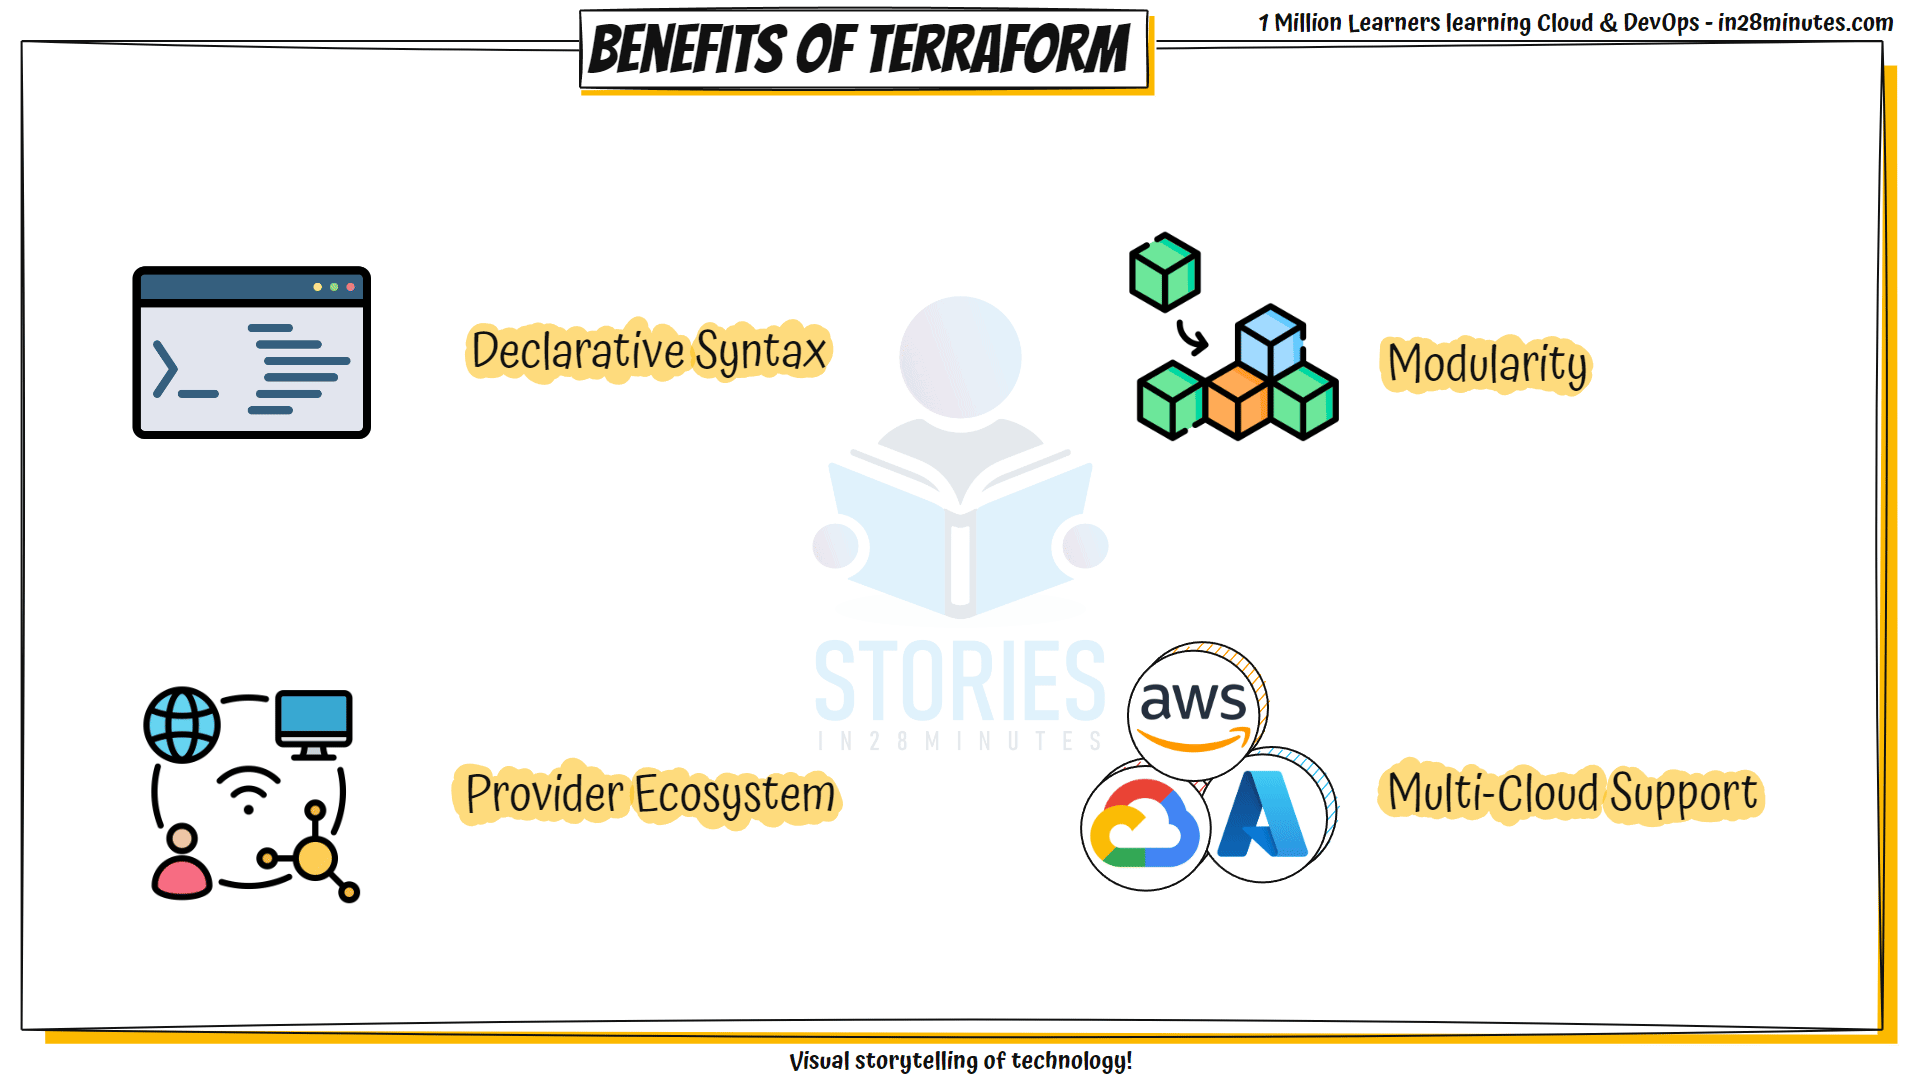 BENEFITS OF TERRAFORM
1 Million Learners learning Cloud & DevOps - in28minutes.com
Declarative Syntax
Modularity
STORIES
IN28MINUTES
aws
Provider Ecosystem
Multi-Cloud Support
Visual storytelling of technology!